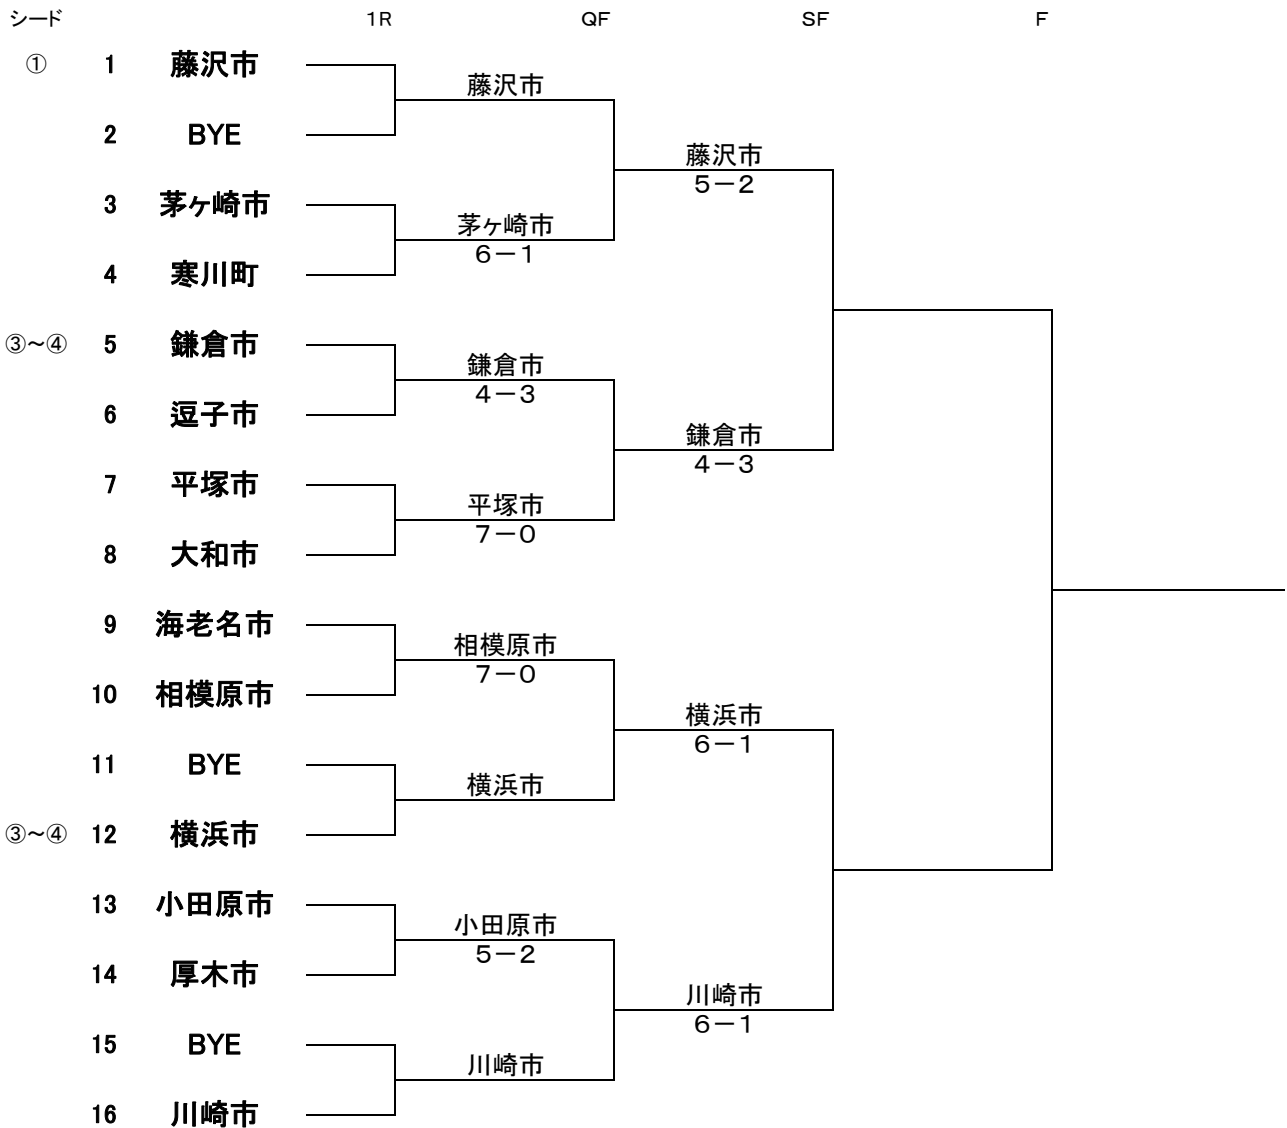 シード 1R QF SF F
① 1 藤沢市
藤沢市
2 BYE
藤沢市
5－2
3 茅ヶ崎市
茅ヶ崎市
6－1
4 寒川町
③～④ 5 鎌倉市
鎌倉市
4－3
6 逗子市
鎌倉市
4－3
7 平塚市
平塚市
7－0
8 大和市
9 海老名市
相模原市
7－0
10 相模原市
横浜市
6－1
11 BYE
横浜市
③～④ 12 横浜市
13 小田原市
小田原市
5－2
14 厚木市
川崎市
6－1
15 BYE
川崎市
16 川崎市